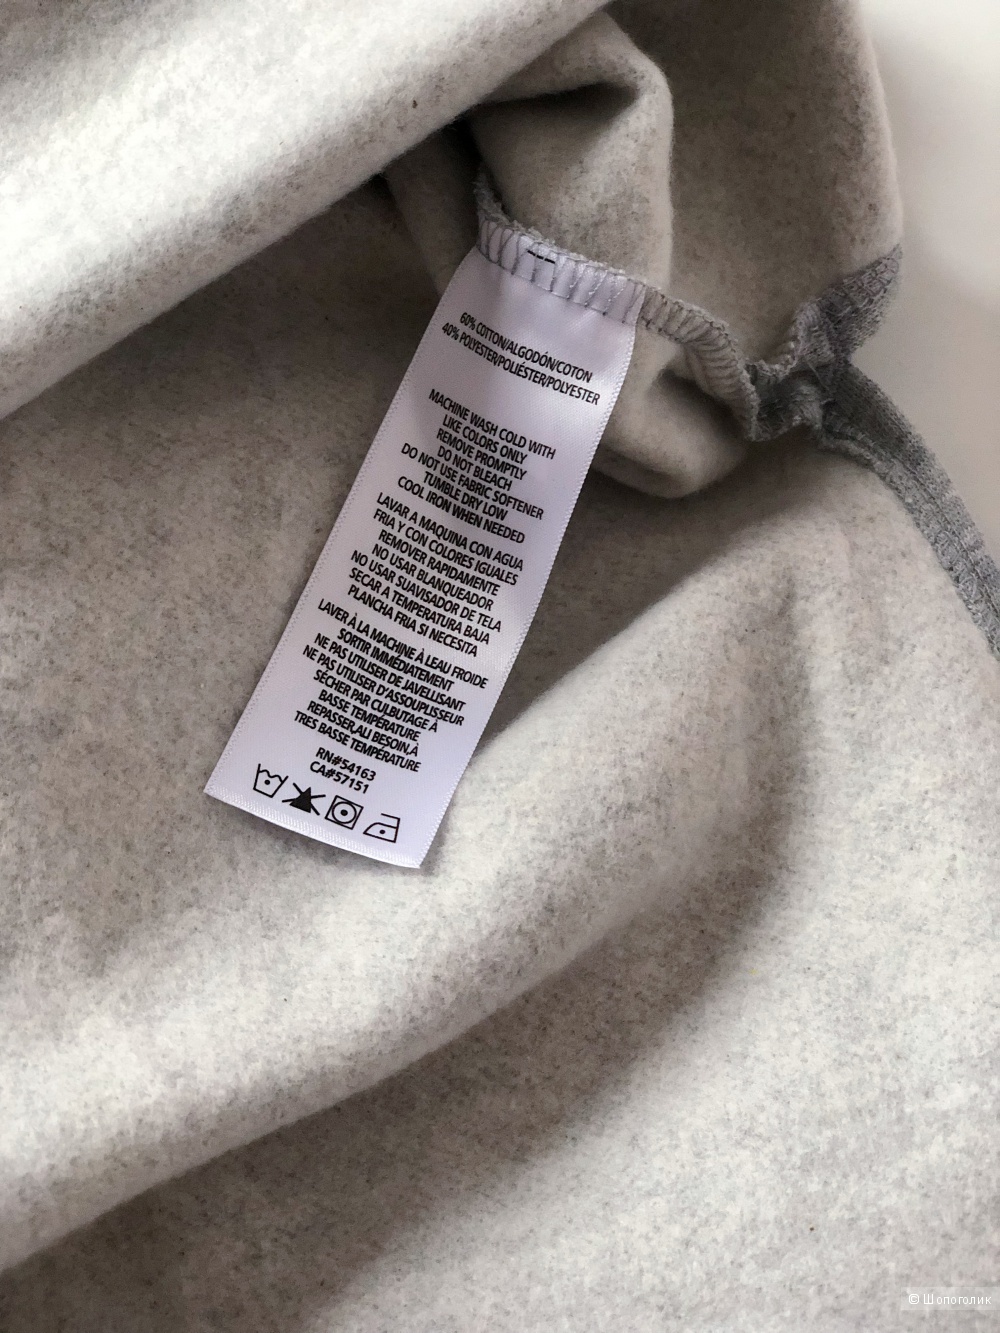 60% COTTON/ALGODÓN/COTON
40% POLYESTER/POLIÉSTER/POLYESTER
MACHINE WASH COLD WITH
LIKE COLORS ONLY
REMOVE PROMPTLY
DO NOT BLEACH
DO NOT USE FABRIC SOFTENER
TUMBLE DRY LOW
COOL IRON WHEN NEEDED
LAVAR A MAQUINA CON AGUA
FRIA Y CON COLORES IGUALES
REMOVER RAPIDAMENTE
NO USAR BLANQUEADOR
NO USAR SUAVISADOR DE TELA
SECAR A TEMPERATURA BAJA
PLANCHA FRIA SI NECESITA
LAVER À LA MACHINE À LEAU FROIDE
SORTIR IMMÉDIATEMENT
NE PAS UTILISER DE JAVELLISANT
NE PAS UTILISER D'ASSOUPLISSEUR
SÉCHER PAR CULBUTAGE À
BASSE TEMPÉRATURE
REPASSER,AU BESOIN,À
TRES BASSE TEMPÉRATURE
RN#54163
CA#57151
© Шопоголик